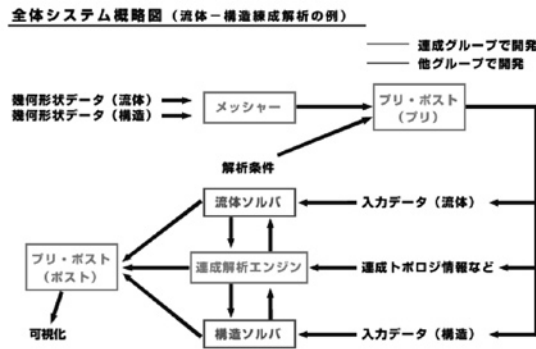 全体システム概略図（流体－構造練成解析の例）
連成グループで開発
他グループで開発
幾何形状データ（流体）
幾何形状データ（構造）
メッシャー
プリ・ポスト
（プリ）
解析条件
流体ソルバ
入力データ（流体）
プリ・ポスト
（ポスト）
連成解析エンジン
連成トポロジ情報など
可視化
構造ソルバ
入力データ（構造）